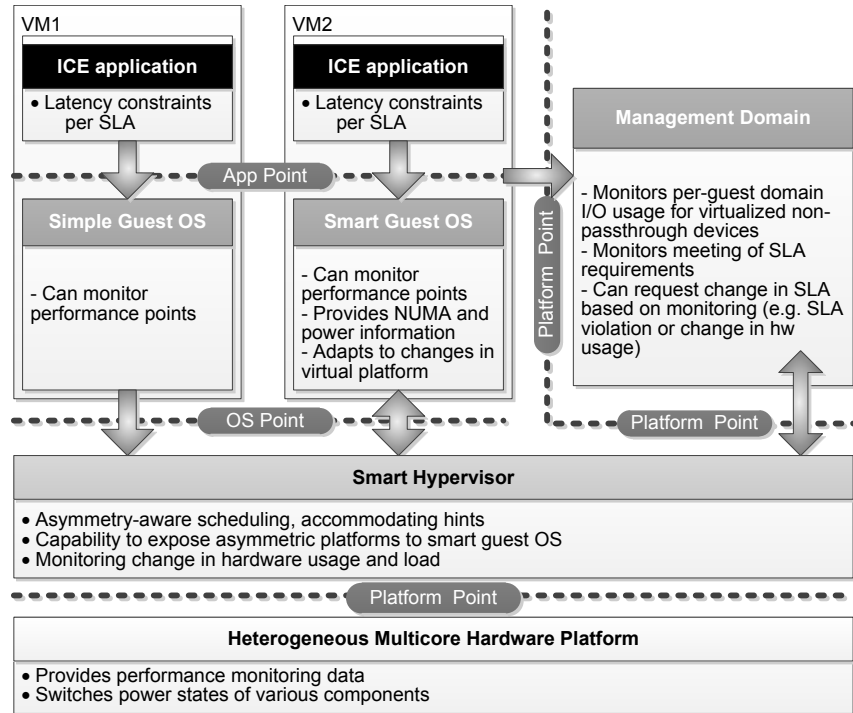 VM1
ICE application
• Latency constraints
per SLA
VM2
ICE application
• Latency constraints
per SLA
App Point
Simple Guest OS
- Can monitor
performance points
Smart Guest OS
- Can monitor
performance points
- Provides NUMA and
power information
- Adapts to changes in
virtual platform
Platform Point
Management Domain
- Monitors per-guest domain
I/O usage for virtualized non-
passthrough devices
- Monitors meeting of SLA
requirements
- Can request change in SLA
based on monitoring (e.g. SLA
violation or change in hw
usage)
OS Point
Platform Point
Smart Hypervisor
• Asymmetry-aware scheduling, accommodating hints
• Capability to expose asymmetric platforms to smart guest OS
• Monitoring change in hardware usage and load
Platform Point
Heterogeneous Multicore Hardware Platform
• Provides performance monitoring data
• Switches power states of various components